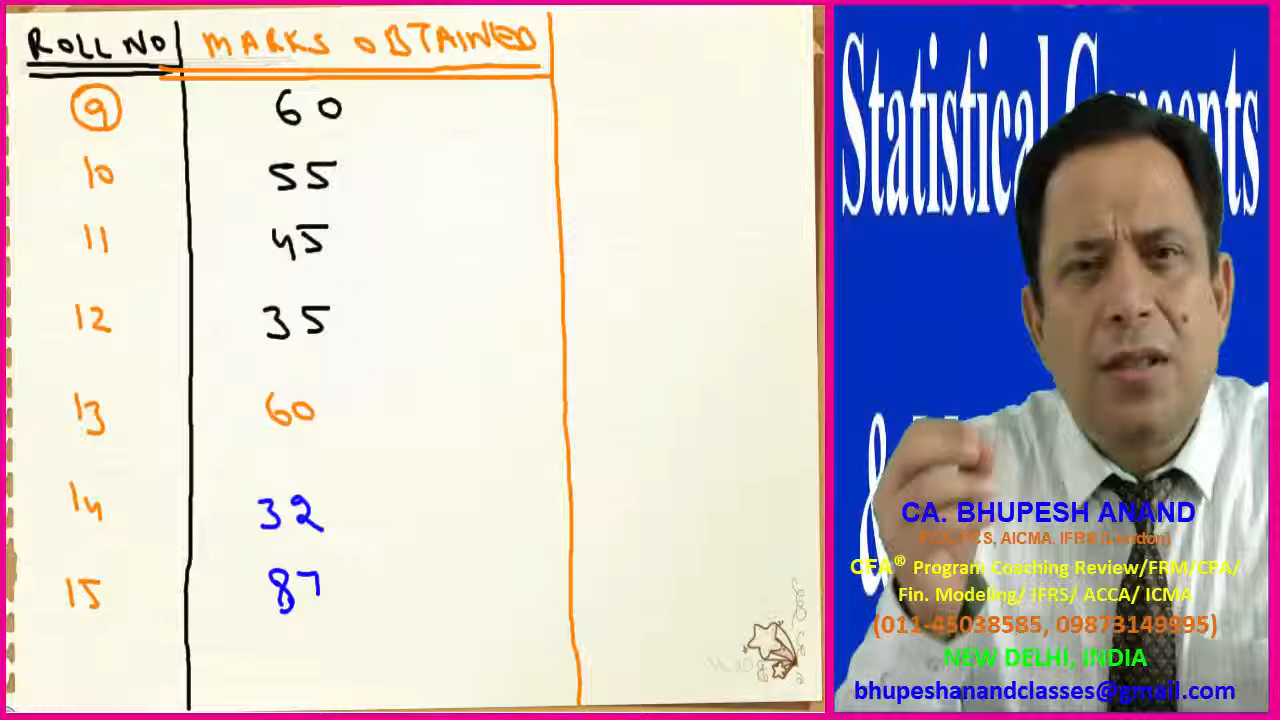 ROLL NO MARKS OBTAINED
9 60
10 55
11 45
12 35
13 60
14 32
15 87
Statistical Concepts
&
CA. BHUPESH ANAND
FCA, FCS, AICMA. IFRS (London)
CFA® Program Coaching Review/FRM/CPA/
Fin. Modeling/ IFRS/ ACCA/ ICMA
(011-45038585, 09873149995)
NEW DELHI, INDIA
bhupeshanandclasses@gmail.com